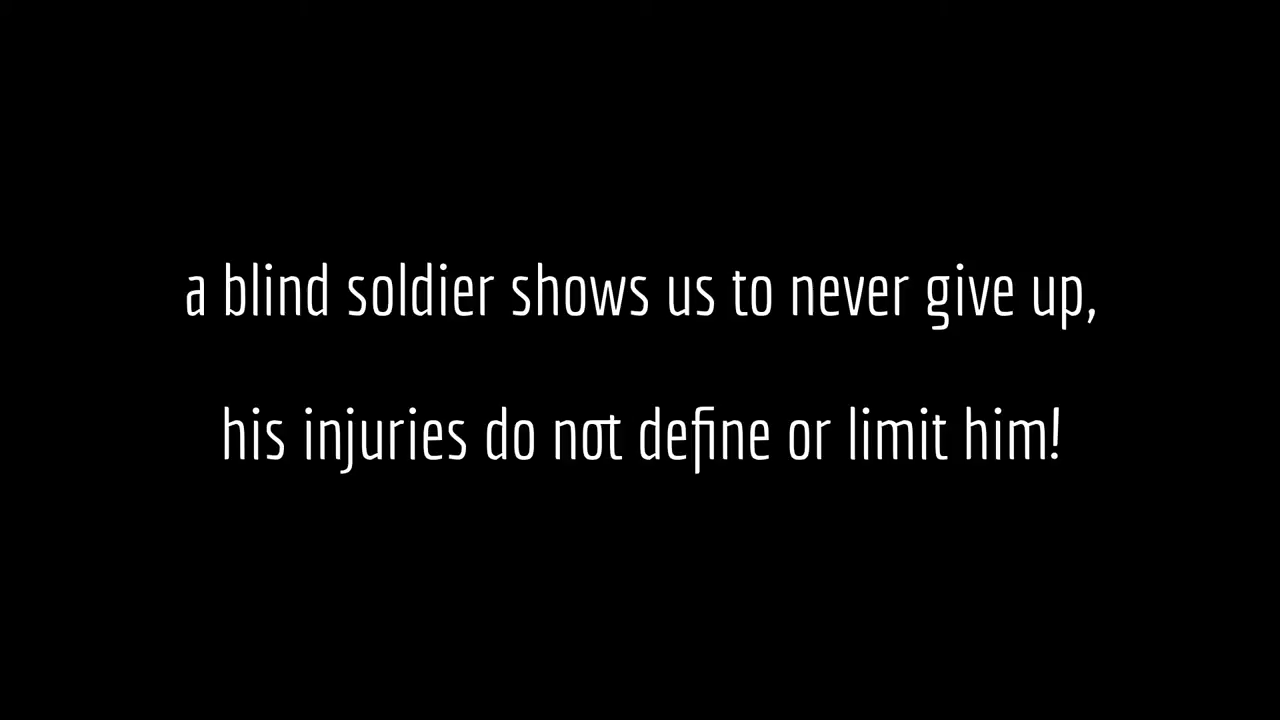 a blind soldier shows us to never give up,
his injuries do not define or limit him!